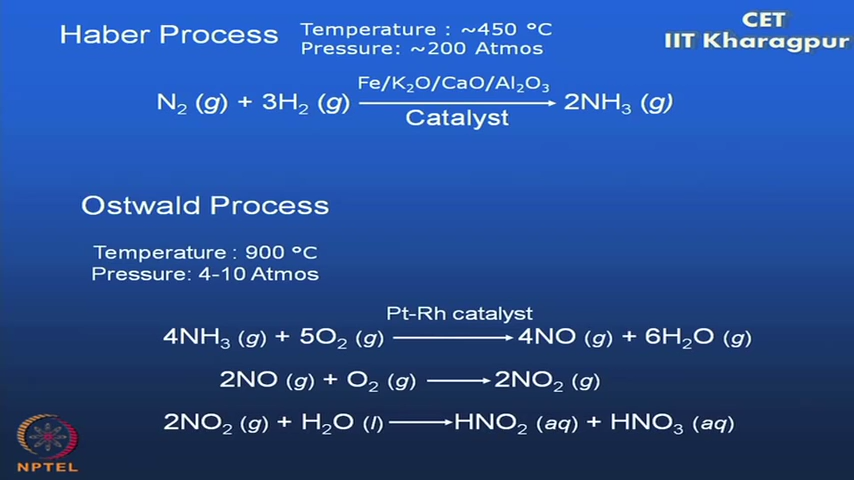 Haber Process
Temperature : ~450 °C
Pressure: ~200 Atmos
CET
IIT Kharagpur
Fe/K₂O/CaO/Al₂O₃
N₂ (g) + 3H₂ (g) ⟶ 2NH₃ (g)
Catalyst
Ostwald Process
Temperature : 900 °C
Pressure: 4-10 Atmos
Pt-Rh catalyst
4NH₃ (g) + 5O₂ (g) ⟶ 4NO (g) + 6H₂O (g)
2NO (g) + O₂ (g) ⟶ 2NO₂ (g)
2NO₂ (g) + H₂O (l) ⟶ HNO₂ (aq) + HNO₃ (aq)
NPTEL